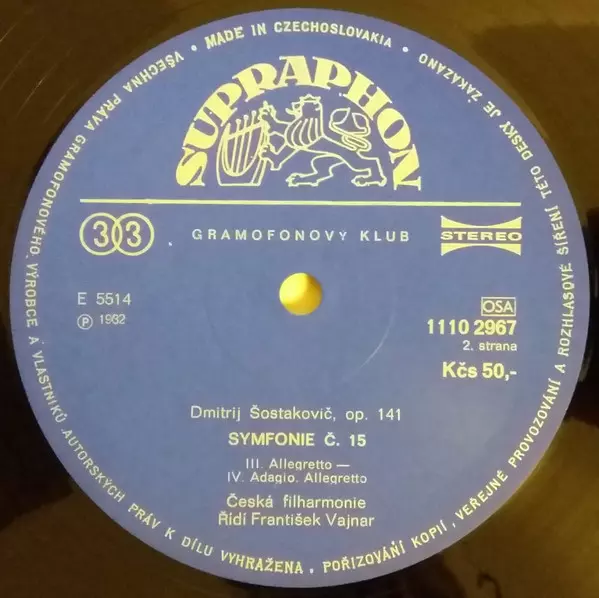 • MADE IN CZECHOSLOVAKIA •
VŠECHNA PRÁVA GRAMOFONOVÉHO VÝROBCE A VLASTNÍKŮ AUTORSKÝCH PRÁV K DÍLU VYHRAŽENA. POŘIZOVÁNÍ KOPIÍ, VEŘEJNÉ PROVOZOVÁNÍ A ROZHLASOVÉ ŠÍŘENÍ TÉTO DESKY JE ZAKÁZÁNO
SUPRAPHON
33
GRAMOFONOVÝ KLUB
STEREO
E 5514
℗ 1982
OSA
1110 2967
2. strana
Kčs 50,-
Dmitrij Šostakovič, op. 141
SYMFONIE Č. 15
III. Allegretto —
IV. Adagio. Allegretto
Česká filharmonie
Řídí František Vajnar